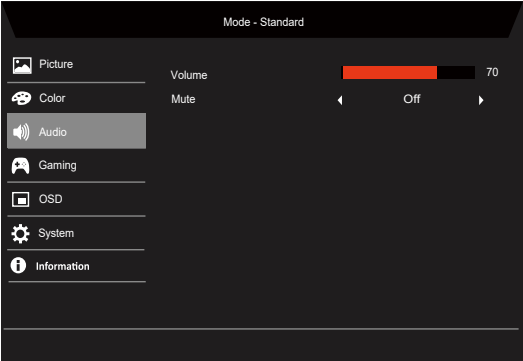 Mode - Standard
Picture
Volume 70
Color
Mute Off
Audio
Gaming
OSD
System
Information